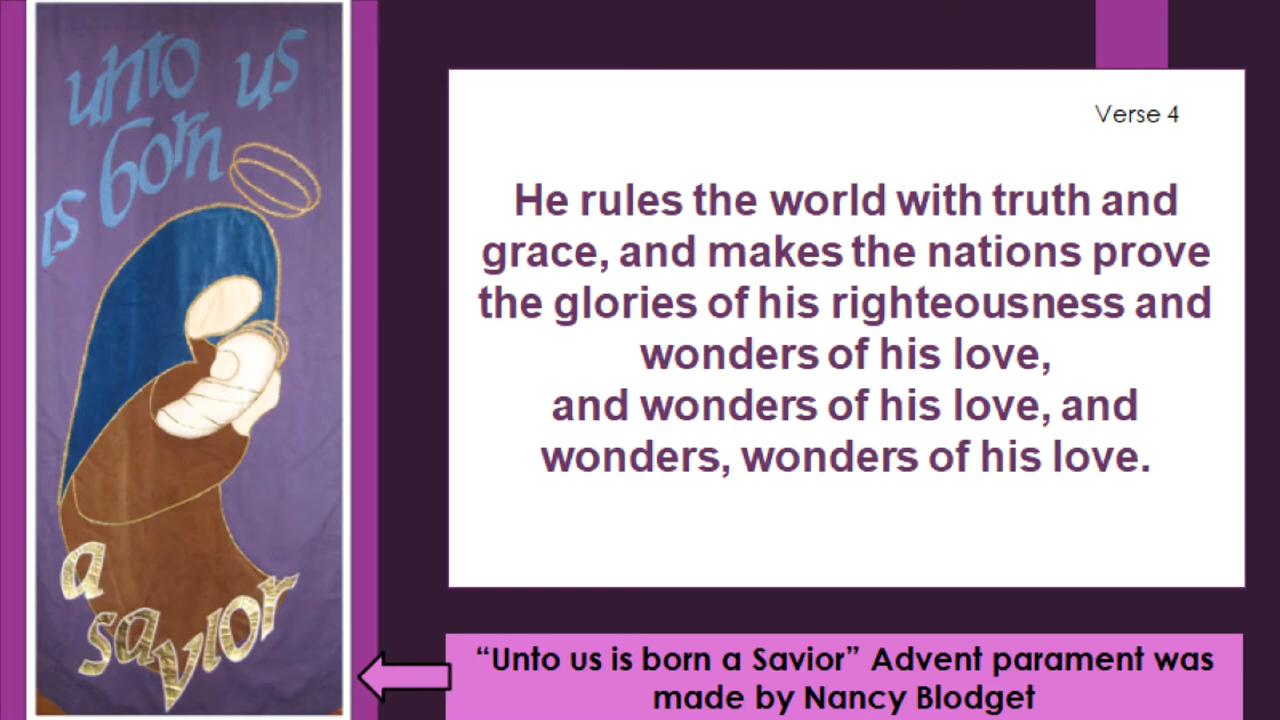 unto us
is born
a
savior
Verse 4
He rules the world with truth and
grace, and makes the nations prove
the glories of his righteousness and
wonders of his love,
and wonders of his love, and
wonders, wonders of his love.
“Unto us is born a Savior” Advent parament was
made by Nancy Blodget